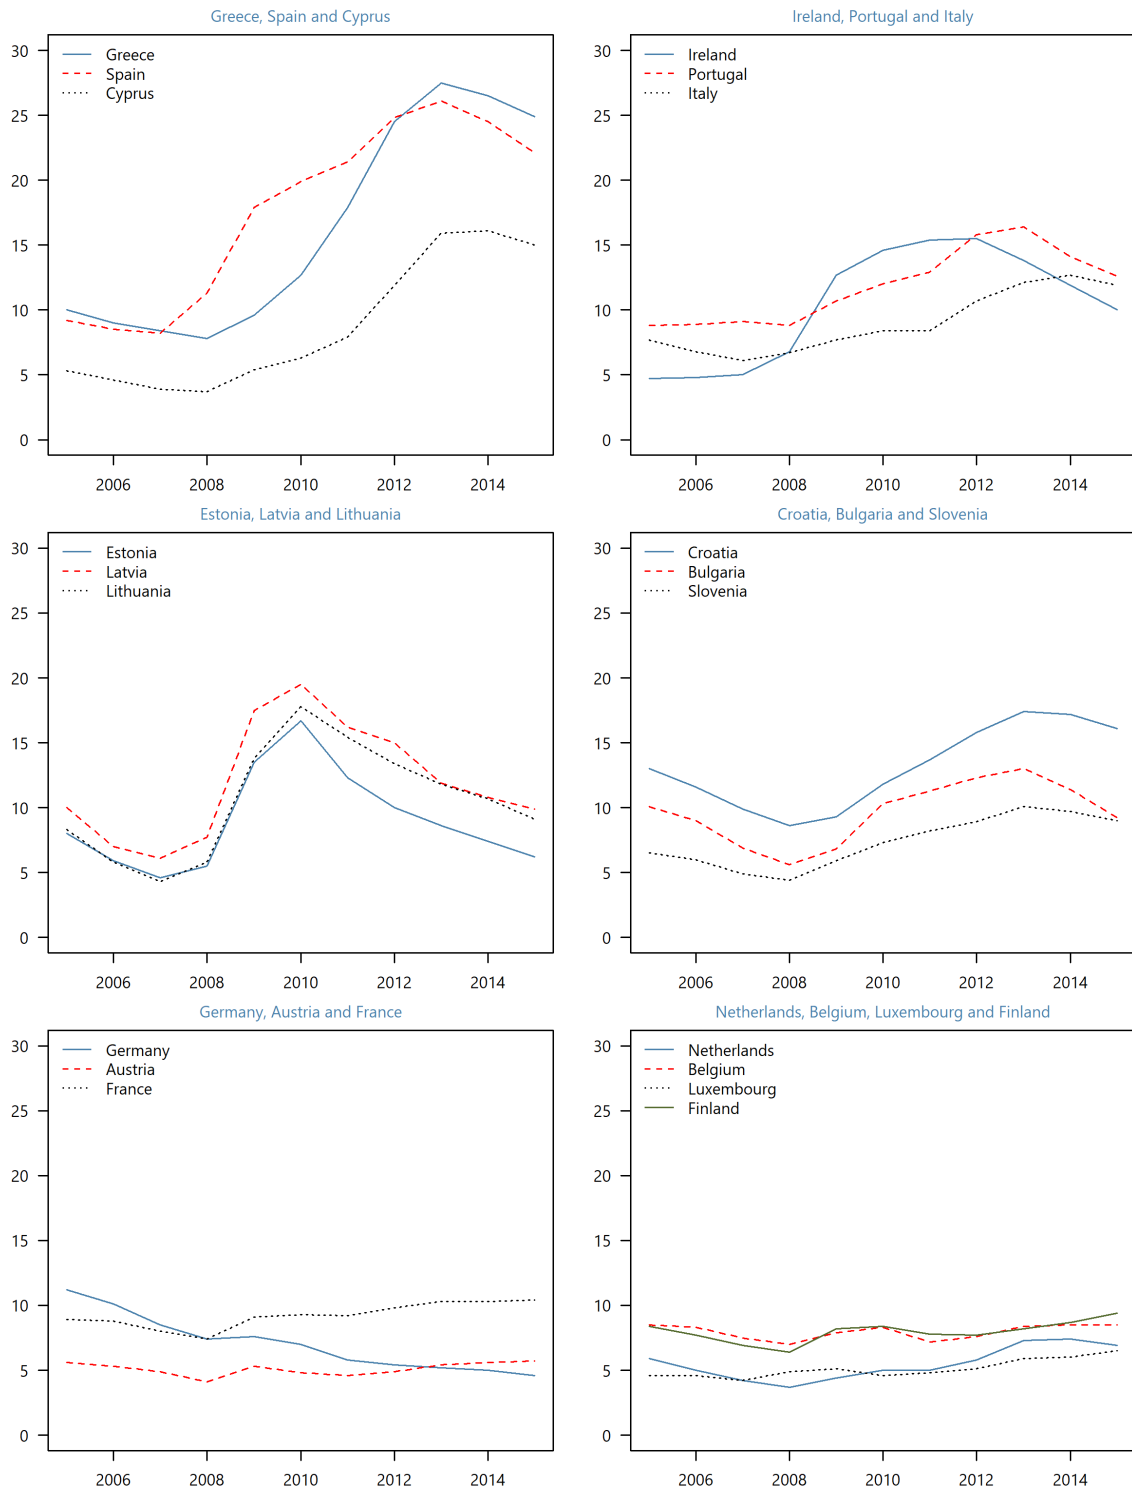 Greece, Spain and Cyprus
30
25
20
15
10
5
0
Greece
Spain
Cyprus
2006 2008 2010 2012 2014
Ireland, Portugal and Italy
30
25
20
15
10
5
0
Ireland
Portugal
Italy
2006 2008 2010 2012 2014
Estonia, Latvia and Lithuania
30
25
20
15
10
5
0
Estonia
Latvia
Lithuania
2006 2008 2010 2012 2014
Croatia, Bulgaria and Slovenia
30
25
20
15
10
5
0
Croatia
Bulgaria
Slovenia
2006 2008 2010 2012 2014
Germany, Austria and France
30
25
20
15
10
5
0
Germany
Austria
France
2006 2008 2010 2012 2014
Netherlands, Belgium, Luxembourg and Finland
30
25
20
15
10
5
0
Netherlands
Belgium
Luxembourg
Finland
2006 2008 2010 2012 2014